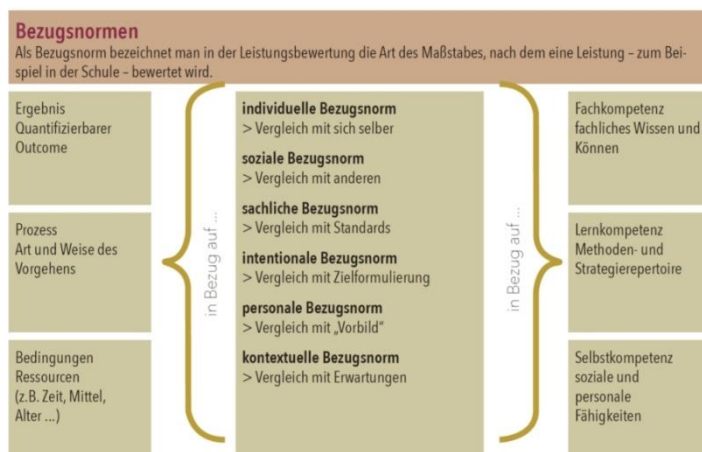 Bezugsnormen
Als Bezugsnorm bezeichnet man in der Leistungsbewertung die Art des Maßstabes, nach dem eine Leistung – zum Bei-
spiel in der Schule – bewertet wird.
Ergebnis
Quantifizierbarer
Outcome
Prozess
Art und Weise des
Vorgehens
Bedingungen
Ressourcen
(z.B. Zeit, Mittel,
Alter ...)
in Bezug auf ...
individuelle Bezugsnorm
> Vergleich mit sich selber
soziale Bezugsnorm
> Vergleich mit anderen
sachliche Bezugsnorm
> Vergleich mit Standards
intentionale Bezugsnorm
> Vergleich mit Zielformulierung
personale Bezugsnorm
> Vergleich mit „Vorbild“
kontextuelle Bezugsnorm
> Vergleich mit Erwartungen
in Bezug auf ...
Fachkompetenz
fachliches Wissen und
Können
Lernkompetenz
Methoden- und
Strategierepertoire
Selbstkompetenz
soziale und
personale
Fähigkeiten